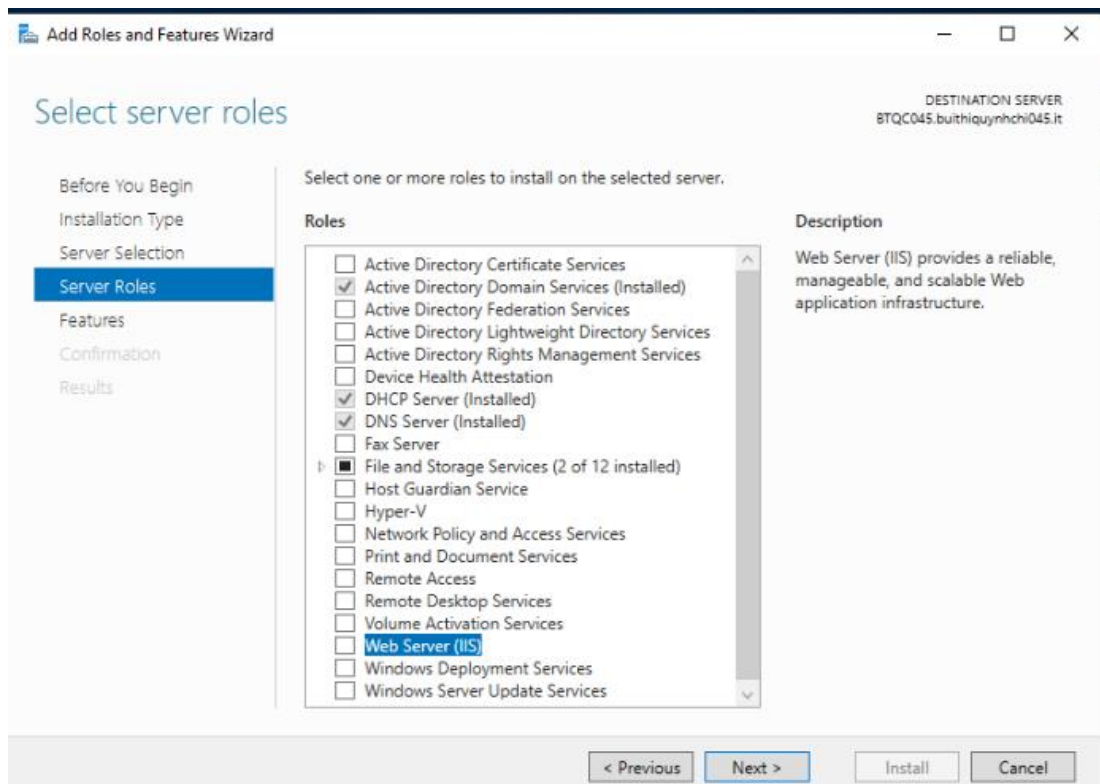 Add Roles and Features Wizard
Select server roles
DESTINATION SERVER
BTQC045.buithiquynhchi045.it
Before You Begin
Installation Type
Server Selection
Server Roles
Features
Confirmation
Results
Select one or more roles to install on the selected server.
Roles
Active Directory Certificate Services
Active Directory Domain Services (Installed)
Active Directory Federation Services
Active Directory Lightweight Directory Services
Active Directory Rights Management Services
Device Health Attestation
DHCP Server (Installed)
DNS Server (Installed)
Fax Server
File and Storage Services (2 of 12 installed)
Host Guardian Service
Hyper-V
Network Policy and Access Services
Print and Document Services
Remote Access
Remote Desktop Services
Volume Activation Services
Web Server (IIS)
Windows Deployment Services
Windows Server Update Services
Description
Web Server (IIS) provides a reliable,
manageable, and scalable Web
application infrastructure.
< Previous
Next >
Install
Cancel